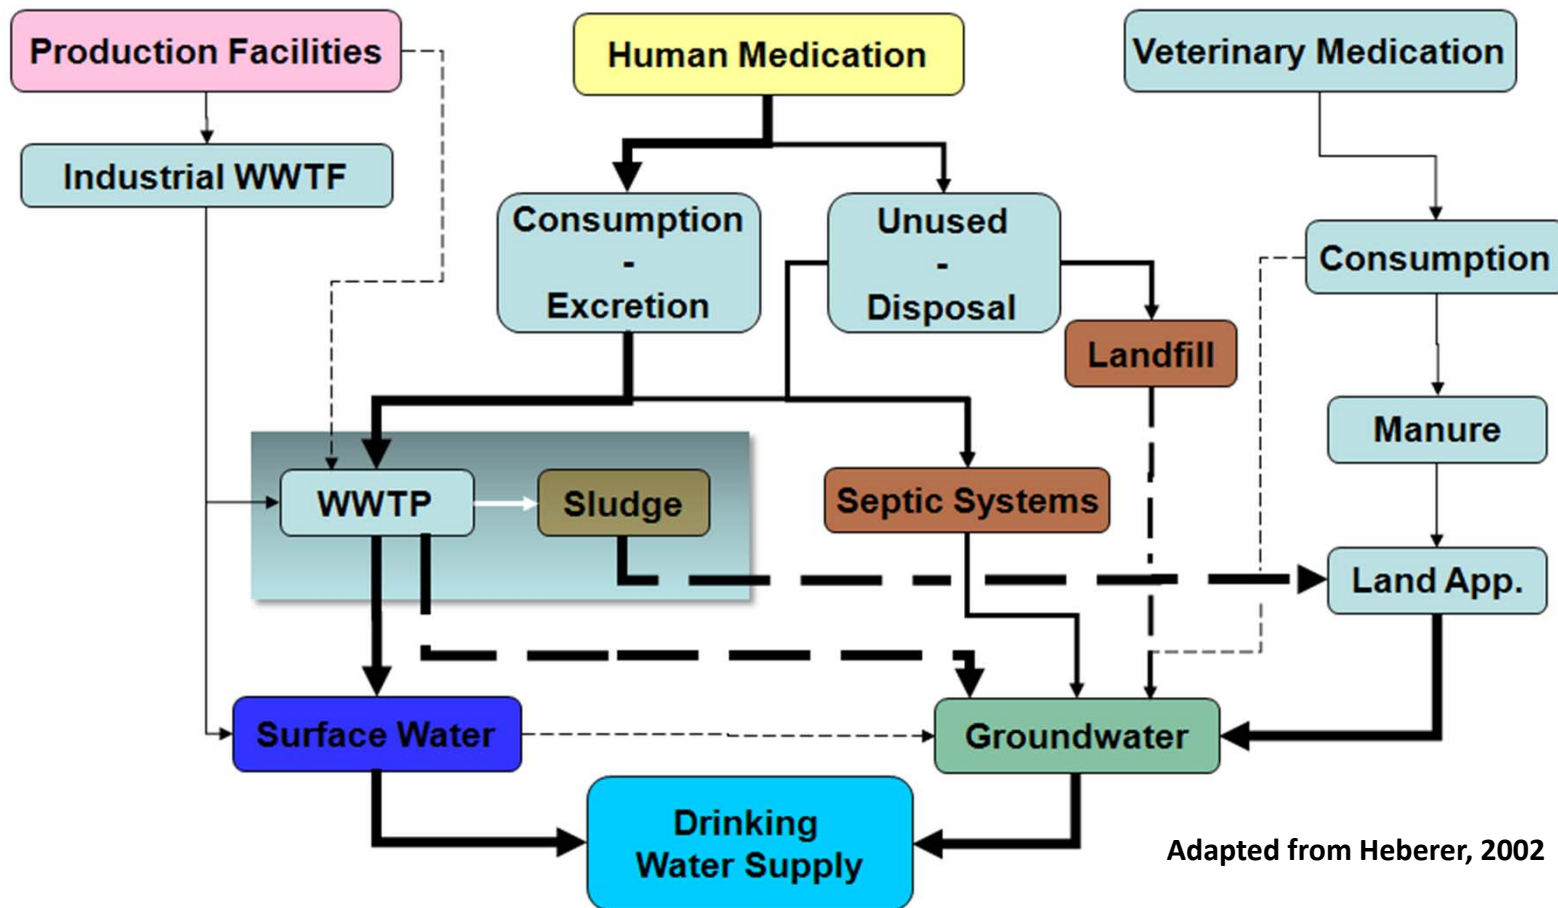 Production Facilities
Human Medication
Veterinary Medication
Industrial WWTF
Consumption
-
Excretion
Unused
-
Disposal
Consumption
Landfill
Manure
WWTP
Sludge
Septic Systems
Land App.
Surface Water
Groundwater
Drinking
Water Supply
Adapted from Heberer, 2002